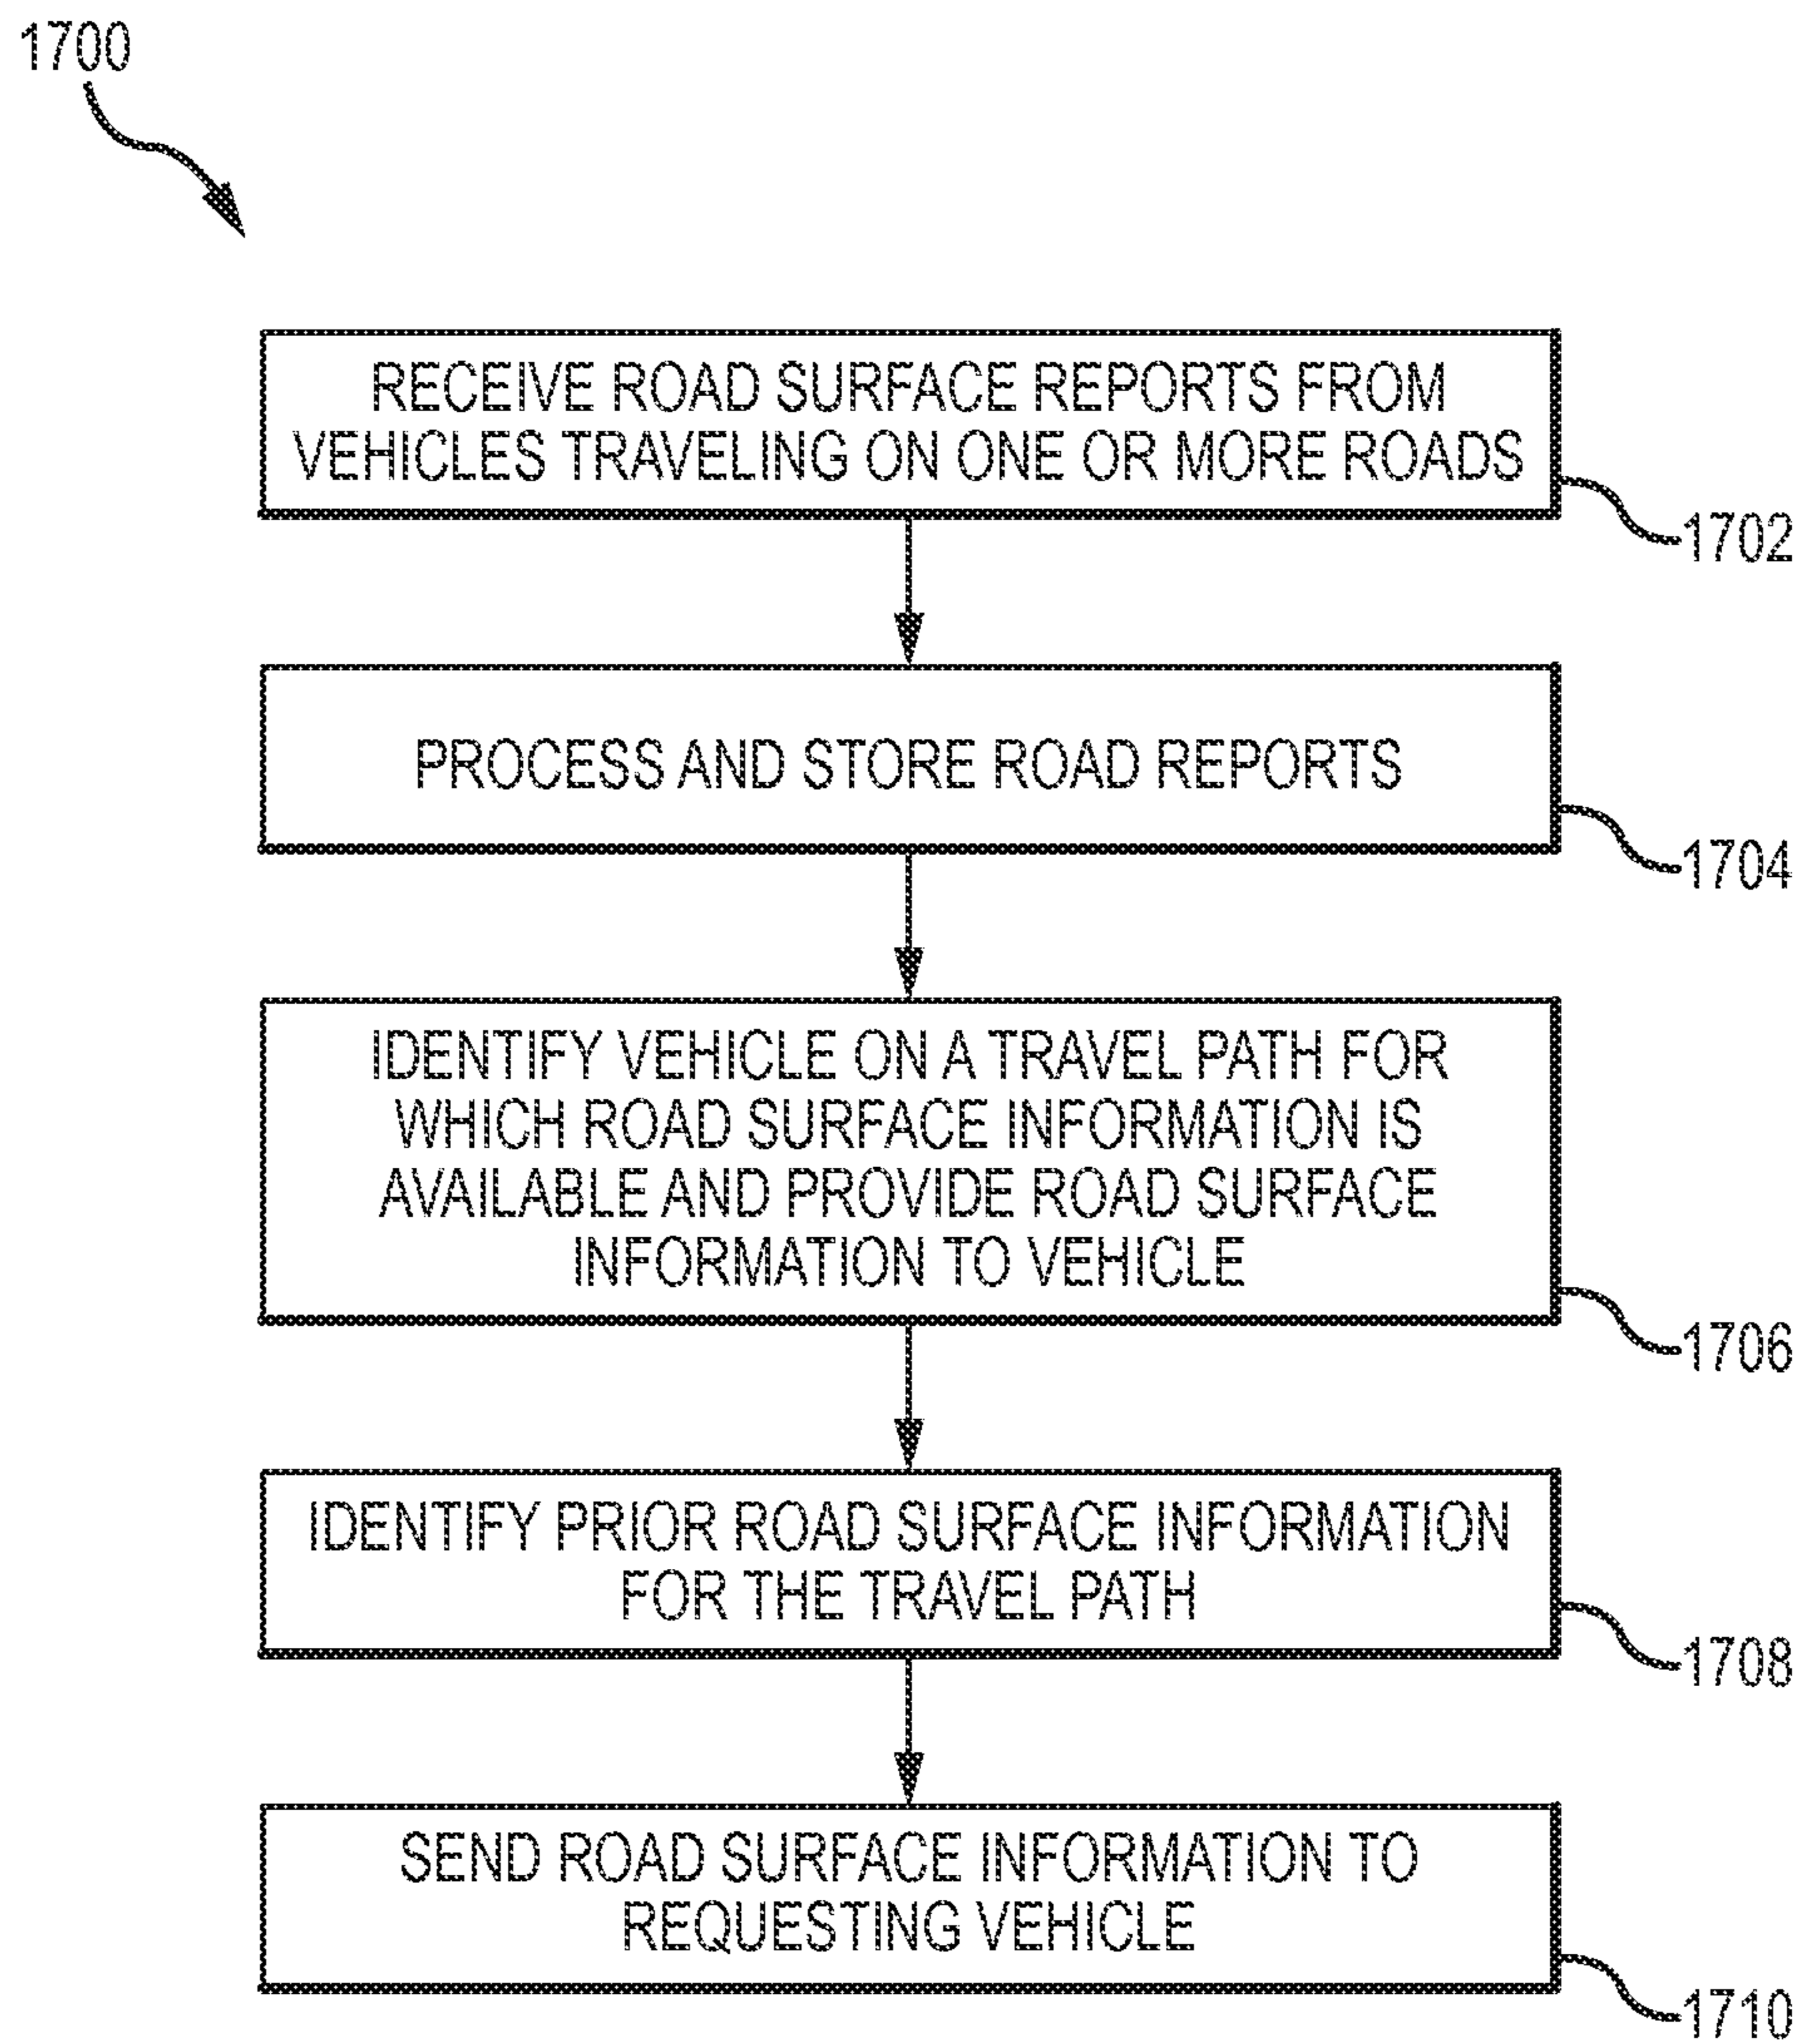 1700
RECEIVE ROAD SURFACE REPORTS FROM
VEHICLES TRAVELING ON ONE OR MORE ROADS
1702
PROCESS AND STORE ROAD REPORTS
1704
IDENTIFY VEHICLE ON A TRAVEL PATH FOR
WHICH ROAD SURFACE INFORMATION IS
AVAILABLE AND PROVIDE ROAD SURFACE
INFORMATION TO VEHICLE
1706
IDENTIFY PRIOR ROAD SURFACE INFORMATION
FOR THE TRAVEL PATH
1708
SEND ROAD SURFACE INFORMATION TO
REQUESTING VEHICLE
1710